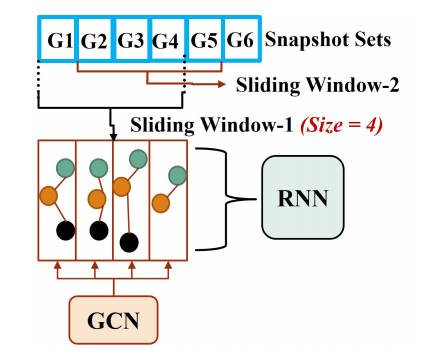 G1 G2 G3 G4 G5 G6 Snapshot Sets
Sliding Window-2
Sliding Window-1 (Size = 4)
RNN
GCN